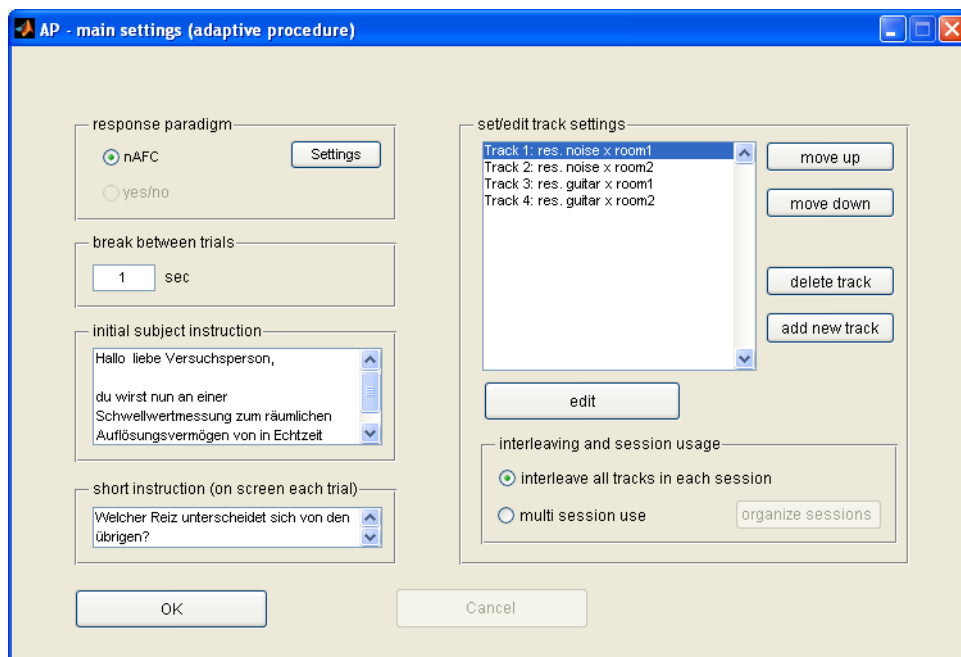 AP - main settings (adaptive procedure)
response paradigm
nAFC
Settings
yes/no
break between trials
1 sec
initial subject instruction
Hallo liebe Versuchsperson,
du wirst nun an einer
Schwellwertmessung zum räumlichen
Auflösungsvermögen von in Echtzeit
short instruction (on screen each trial)
Welcher Reiz unterscheidet sich von den
übrigen?
OK
Cancel
set/edit track settings
Track 1: res. noise x room1
Track 2: res. noise x room2
Track 3: res. guitar x room1
Track 4: res. guitar x room2
move up
move down
delete track
add new track
edit
interleaving and session usage
interleave all tracks in each session
multi session use
organize sessions